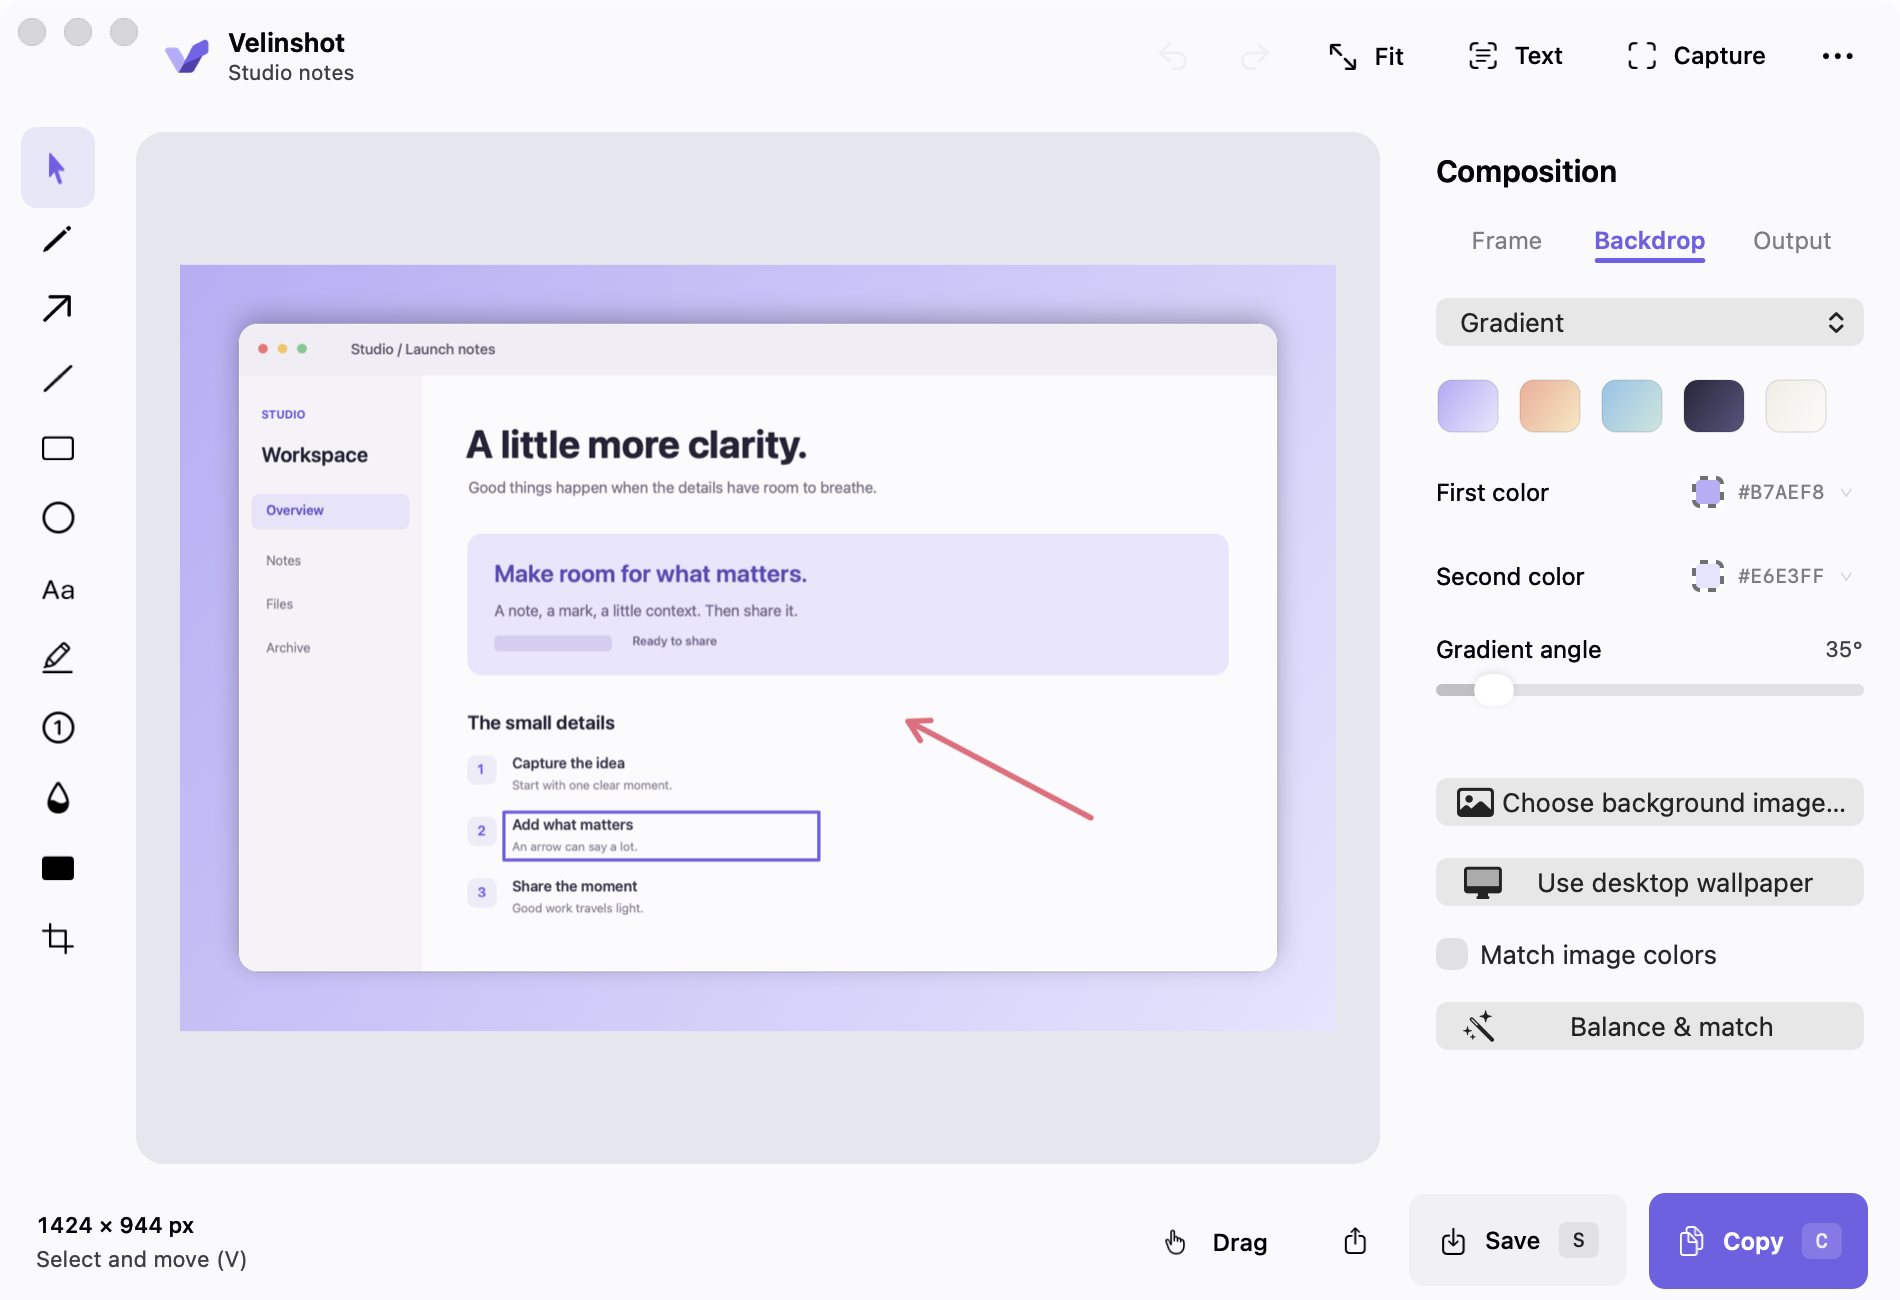 Velinshot
Studio notes
Fit
Text
Capture
Aa
1
Studio / Launch notes
STUDIO
Workspace
Overview
Notes
Files
Archive
A little more clarity.
Good things happen when the details have room to breathe.
Make room for what matters.
A note, a mark, a little context. Then share it.
Ready to share
The small details
1
Capture the idea
Start with one clear moment.
2
Add what matters
An arrow can say a lot.
3
Share the moment
Good work travels light.
Composition
Frame
Backdrop
Output
Gradient
First color
#B7AEF8
Second color
#E6E3FF
Gradient angle
35°
Choose background image...
Use desktop wallpaper
Match image colors
Balance & match
1424 × 944 px
Select and move (V)
Drag
Save
S
Copy
C